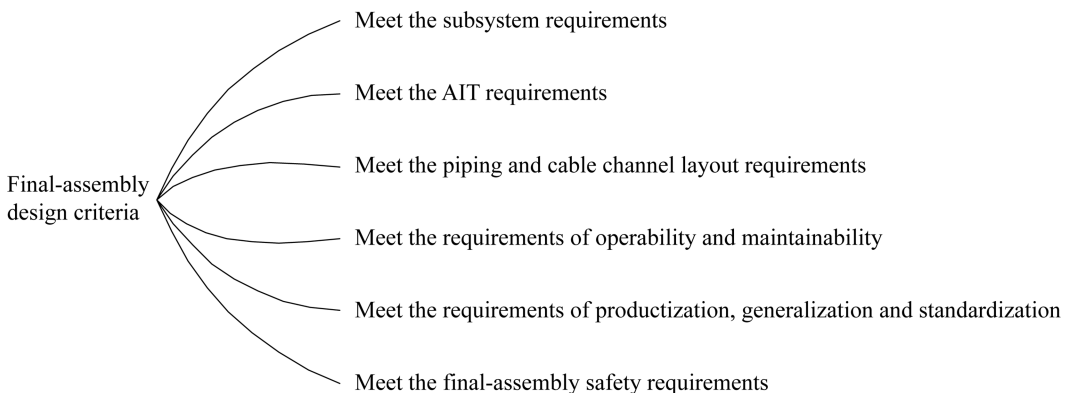 Meet the subsystem requirements
Meet the AIT requirements
Meet the piping and cable channel layout requirements
Final-assembly
design criteria
Meet the requirements of operability and maintainability
Meet the requirements of productization, generalization and standardization
Meet the final-assembly safety requirements